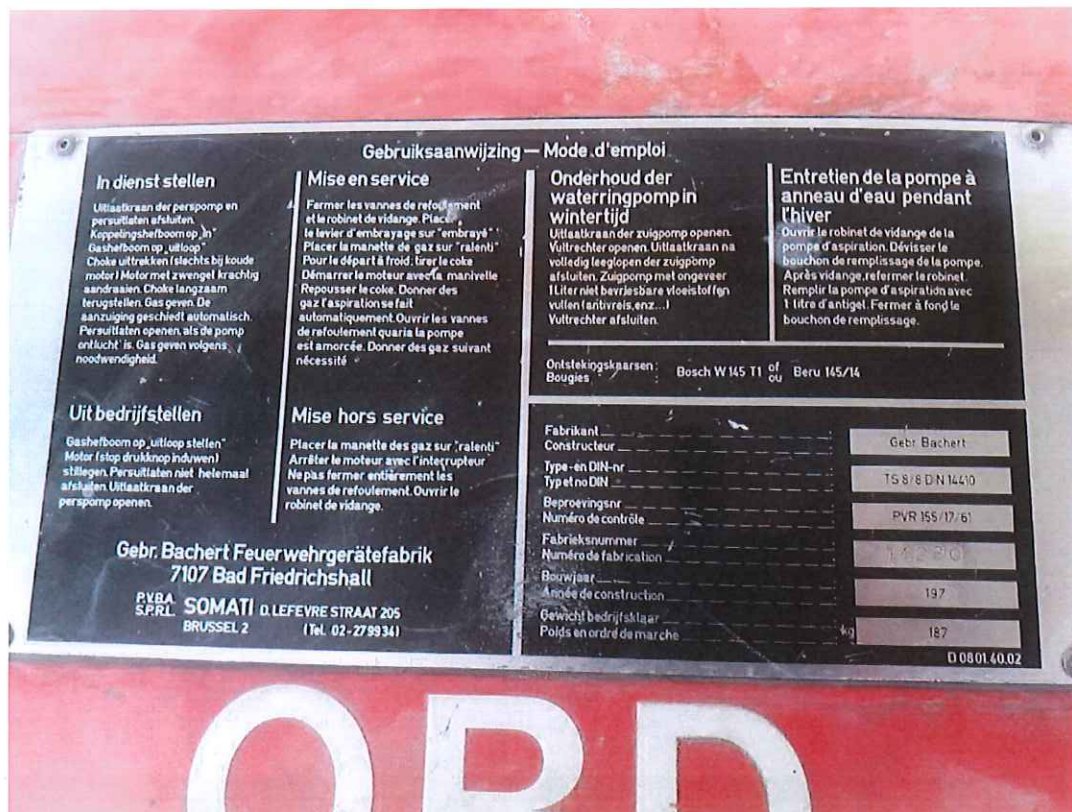 Gebruiksaanwijzing — Mode d'emploi
In dienst stellen
Uitlaatkraan der perspomp en
persuitlaten afsluiten.
Koppelingshefboom op „in"
Gashefboom op „uitloop"
Choke uittrekken (slechts bij koude
motor) Motor met zwengel krachtig
aandraaien. Choke langzaam
terugstellen. Gas geven. De
aanzuiging geschiedt automatisch.
Persuitlaten openen, als de pomp
ontlucht' is. Gas geven volgens
noodwendigheid.
Uit bedrijfstellen
Gashefboom op „uitloop stellen"
Motor (stop drukknop induwen)
stillegen. Persuitlaten niet helemaal
afsluiten. Uitlaatkraan der
perspomp openen.
Mise en service
Fermer les vannes de refoulement
et le robinet de vidange. Placer
le levier d'embrayage sur "embrayé"
Placer la manette de gaz sur "ralenti"
Pour le départ à froid: tirer le coke
Démarrer le moteur avec la manivelle
Repousser le coke. Donner des
gaz l'aspiration se fait
automatiquement. Ouvrir les vannes
de refoulement quaria la pompe
est amorcée. Donner des gaz suivant
nécessité
Mise hors service
Placer la manette des gaz sur "ralenti"
Arrêter le moteur avec l'interrupteur
Ne pas fermer entièrement les
vannes de refoulement. Ouvrir le
robinet de vidange.
Gebr. Bachert Feuerwehrgerätefabrik
7107 Bad Friedrichshall
P.V.B.A.
S.P.R.L. SOMATI D. LEFEVRE STRAAT 205
BRUSSEL 2 (Tel. 02-279934)
Onderhoud der
waterringpomp in
wintertijd
Uitlaatkraan der zuigpomp openen.
Vultrechter openen. Uitlaatkraan na
volledig leeglopen der zuigpomp
afsluiten. Zuigpomp met ongeveer
1 Liter niet bevriesbare vloeistoffen
vullen (antivreis, enz...)
Vultrechter afsluiten.
Entretien de la pompe à
anneau d'eau pendant
l'hiver
Ouvrir le robinet de vidange de la
pompe d'aspiration. Dévisser le
bouchon de remplissage de la pompe.
Après vidange, refermer le robinet.
Remplir la pompe d'aspiration avec
1 litre d'antigel. Fermer à fond le
bouchon de remplissage.
Ontstekingskaarsen :
Bougies : Bosch W 145 T1 of ou Beru 145/14
Fabrikant
Constructeur Gebr. Bachert
Type-en DIN-nr
Typ et no DIN TS 8/8 DIN 14410
Beproevingsnr
Numéro de contrôle PVR 155/17/61
Fabrieksnummer
Numéro de fabrication
Bouwjaar
Année de construction 197
Gewicht bedrijfsklaar
Poids en ordre de marche kg 187
D 0801.40.02